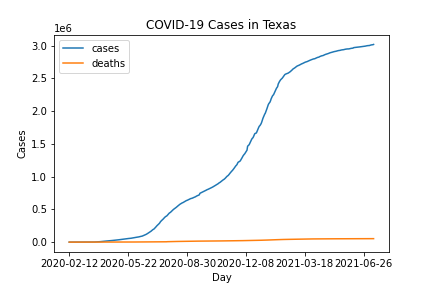 COVID-19 Cases in Texas
1e6
cases
deaths
3.0
2.5
2.0
1.5
1.0
0.5
0.0
Cases
2020-02-12 2020-05-22 2020-08-30 2020-12-08 2021-03-18 2021-06-26
Day